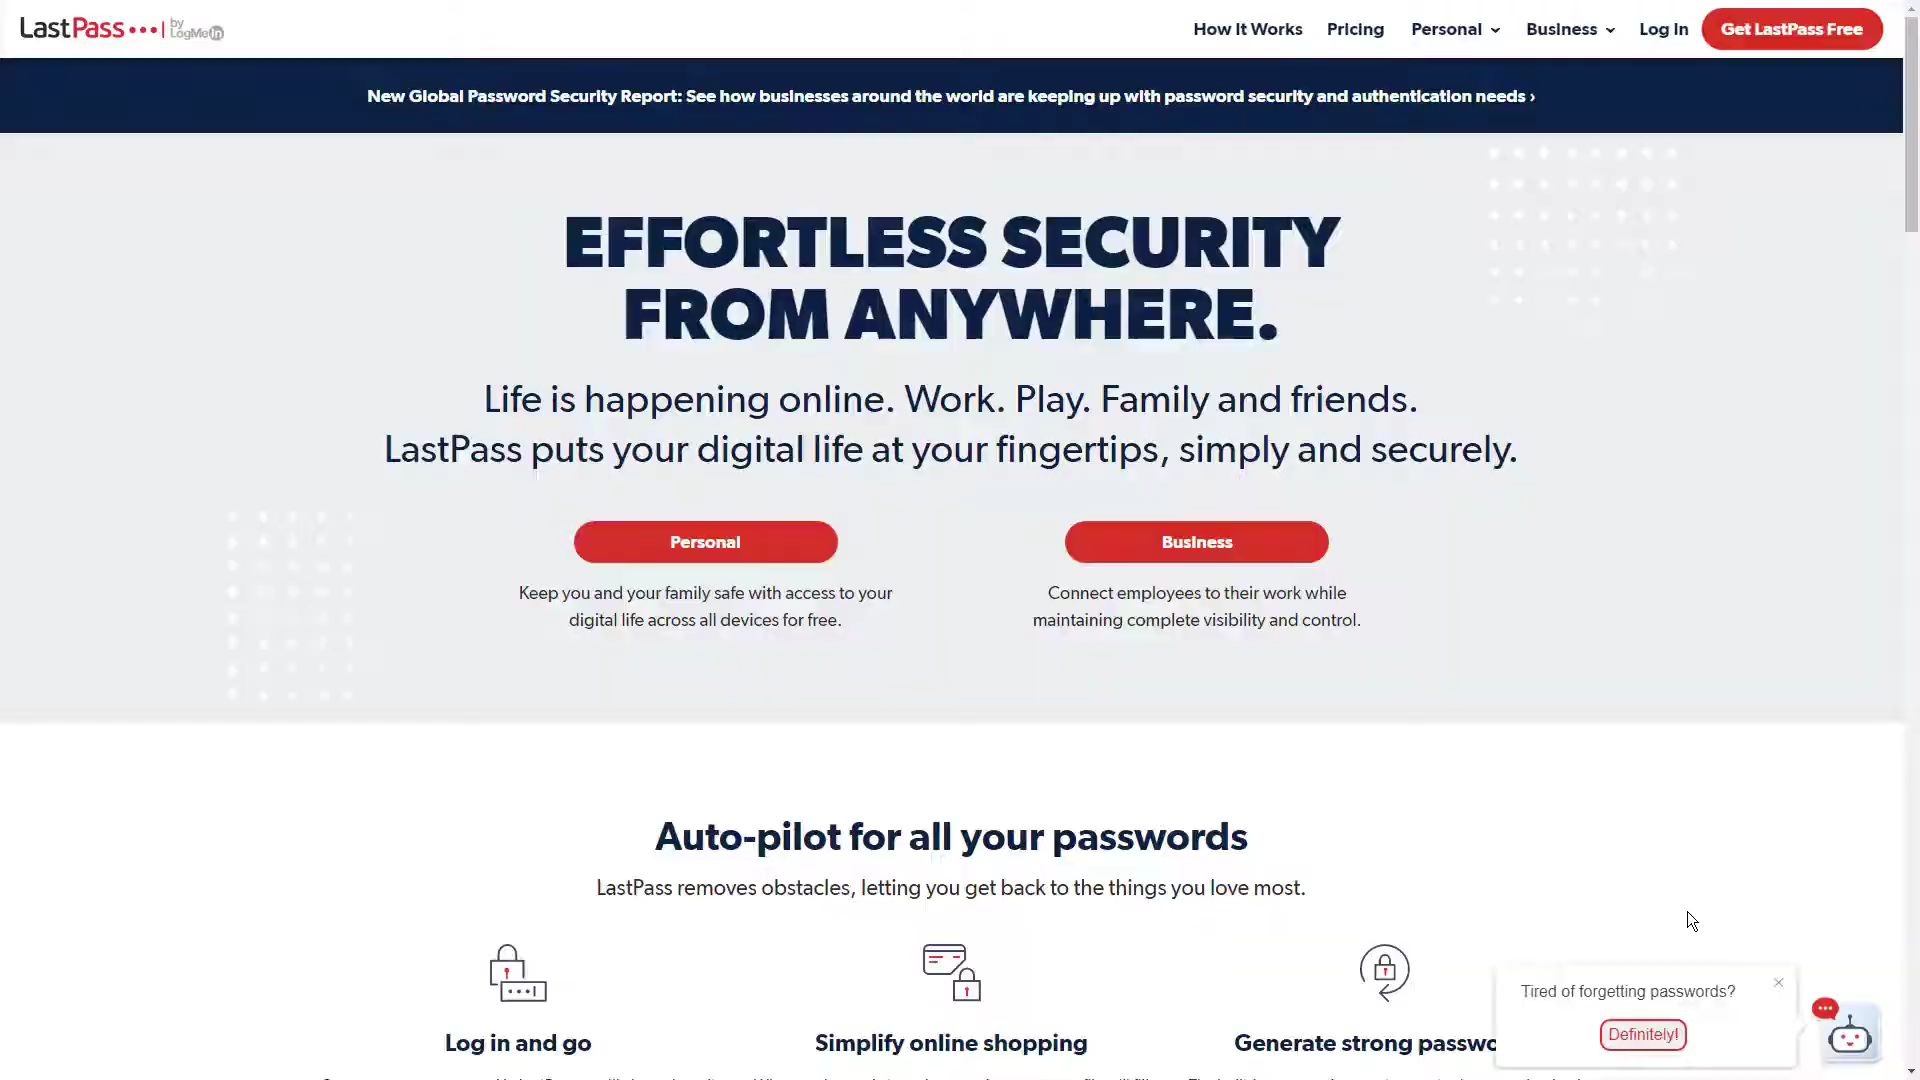 LastPass •••| by LogMeIn
How It Works Pricing Personal Business Log In Get LastPass Free
New Global Password Security Report: See how businesses around the world are keeping up with password security and authentication needs ›
EFFORTLESS SECURITY
FROM ANYWHERE.
Life is happening online. Work. Play. Family and friends.
LastPass puts your digital life at your fingertips, simply and securely.
Personal
Business
Keep you and your family safe with access to your
digital life across all devices for free.
Connect employees to their work while
maintaining complete visibility and control.
Auto-pilot for all your passwords
LastPass removes obstacles, letting you get back to the things you love most.
Log in and go
Simplify online shopping
Generate strong passwo
Tired of forgetting passwords?
Definitely!